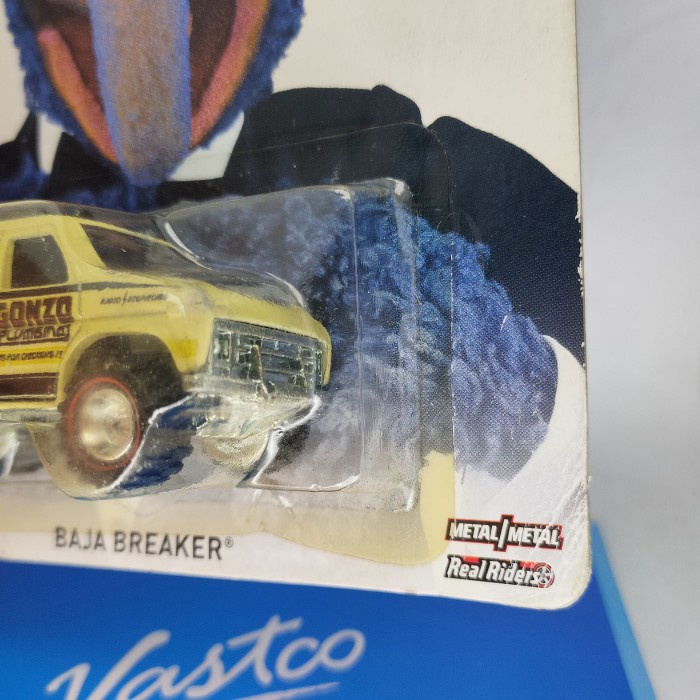 GONZO
PLUMBING
BAJA BREAKER®
METAL/METAL
Real Riders
Vastco